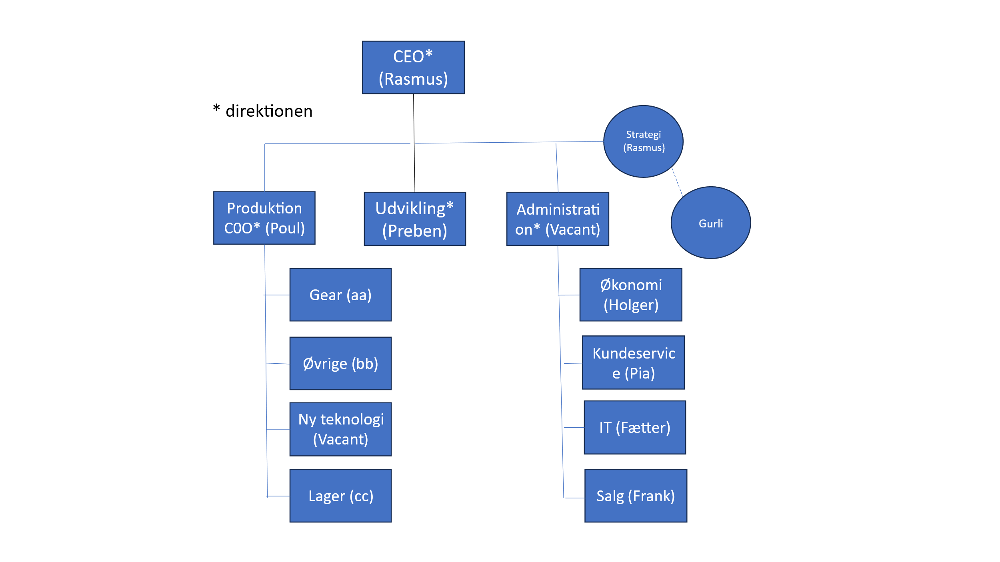 CEO*
(Rasmus)
* direktionen
Strategi
(Rasmus)
Produktion
C0O* (Poul)
Udvikling*
(Preben)
Administrati
on* (Vacant)
Gurli
Gear (aa)
Økonomi
(Holger)
Øvrige (bb)
Kundeservic
e (Pia)
Ny teknologi
(Vacant)
IT (Fætter)
Lager (cc)
Salg (Frank)